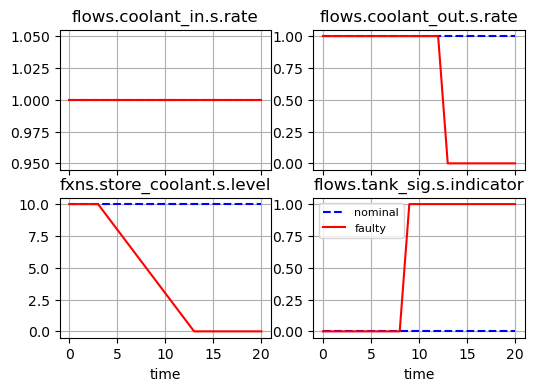 flows.coolant_in.s.rate
flows.coolant_out.s.rate
1.050
1.025
1.000
0.975
0.950
1.00
0.75
0.50
0.25
0.00
fxns.store_coolant.s.level
flows.tank_sig.s.indicator
10.0
7.5
5.0
2.5
0.0
0 5 10 15 20
time
1.00
0.75
0.50
0.25
0.00
nominal
faulty
0 5 10 15 20
time